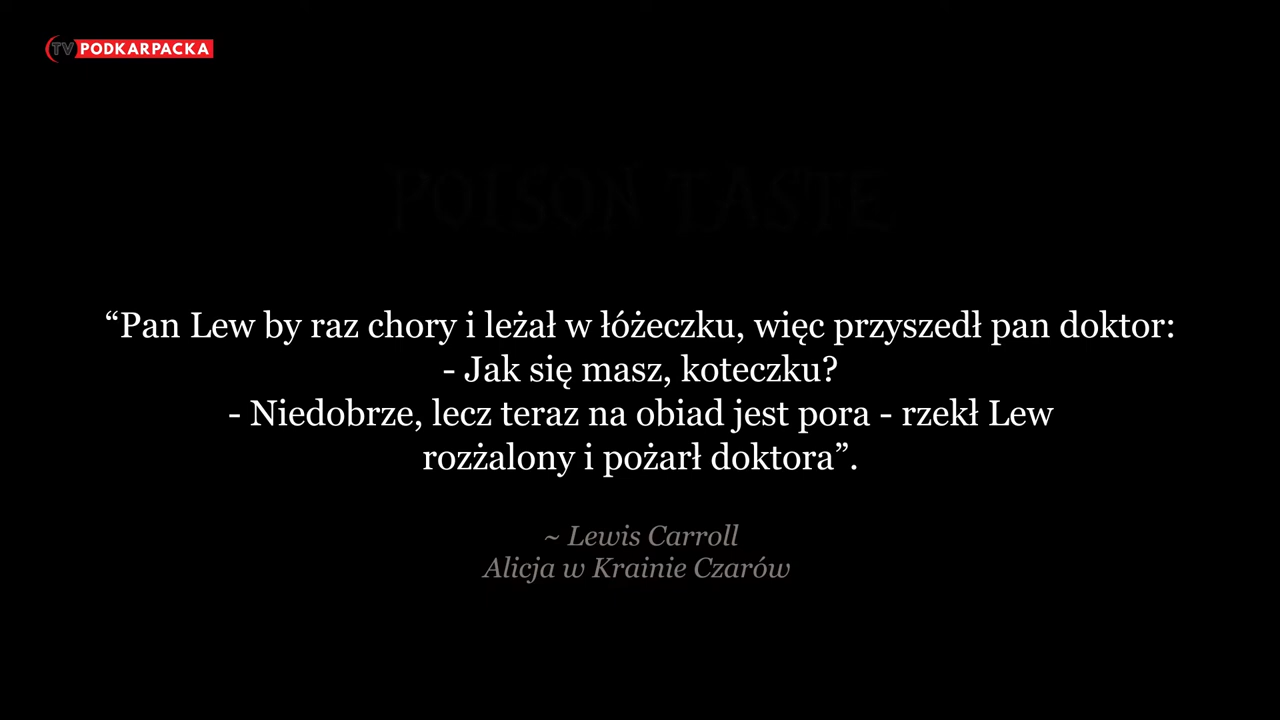 TV PODKARPACKA
POISON TASTE
“Pan Lew by raz chory i leżał w łóżeczku, więc przyszedł pan doktor:
- Jak się masz, koteczku?
- Niedobrze, lecz teraz na obiad jest pora - rzekł Lew
rozżalony i pożarł doktora”.
~ Lewis Carroll
Alicja w Krainie Czarów